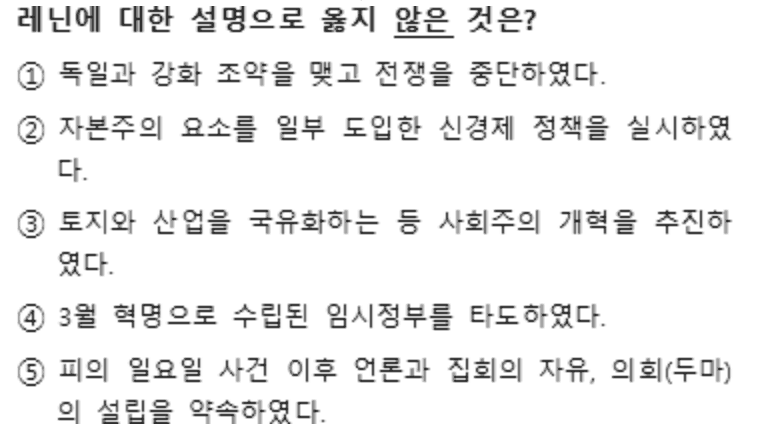 레닌에 대한 설명으로 옳지 않은 것은?
① 독일과 강화 조약을 맺고 전쟁을 중단하였다.
② 자본주의 요소를 일부 도입한 신경제 정책을 실시하였
다.
③ 토지와 산업을 국유화하는 등 사회주의 개혁을 추진하
였다.
④ 3월 혁명으로 수립된 임시정부를 타도하였다.
⑤ 피의 일요일 사건 이후 언론과 집회의 자유, 의회(두마)
의 설립을 약속하였다.